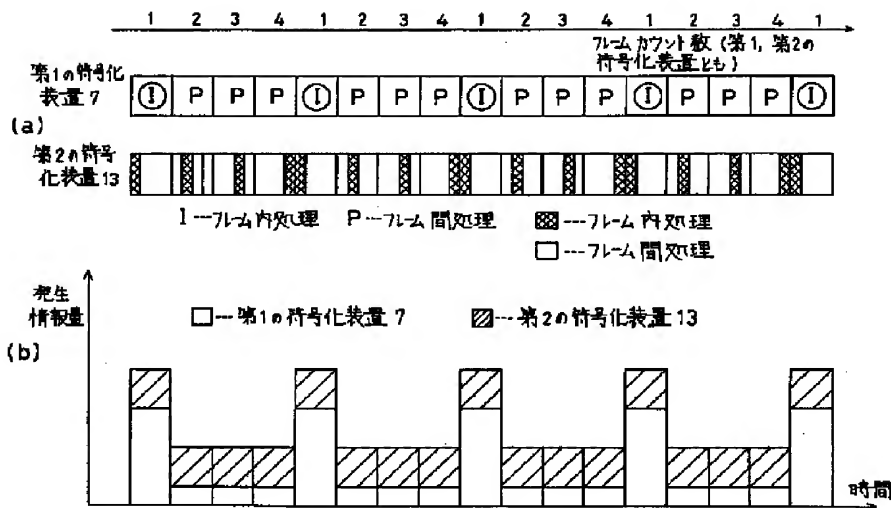 1 2 3 4 1 2 3 4 1 2 3 4 1 2 3 4 1
フレームカウント数(第1, 第2の
符号化装置とも)
第1の符号化
装置7
I P P P I P P P I P P P I P P P I
(a)
第2の符号
化装置13
I---フレーム内処理 P---フレーム間処理 ---フレーム内処理
---フレーム間処理
発生
情報量
---第1の符号化装置7 ---第2の符号化装置13
(b)
時間